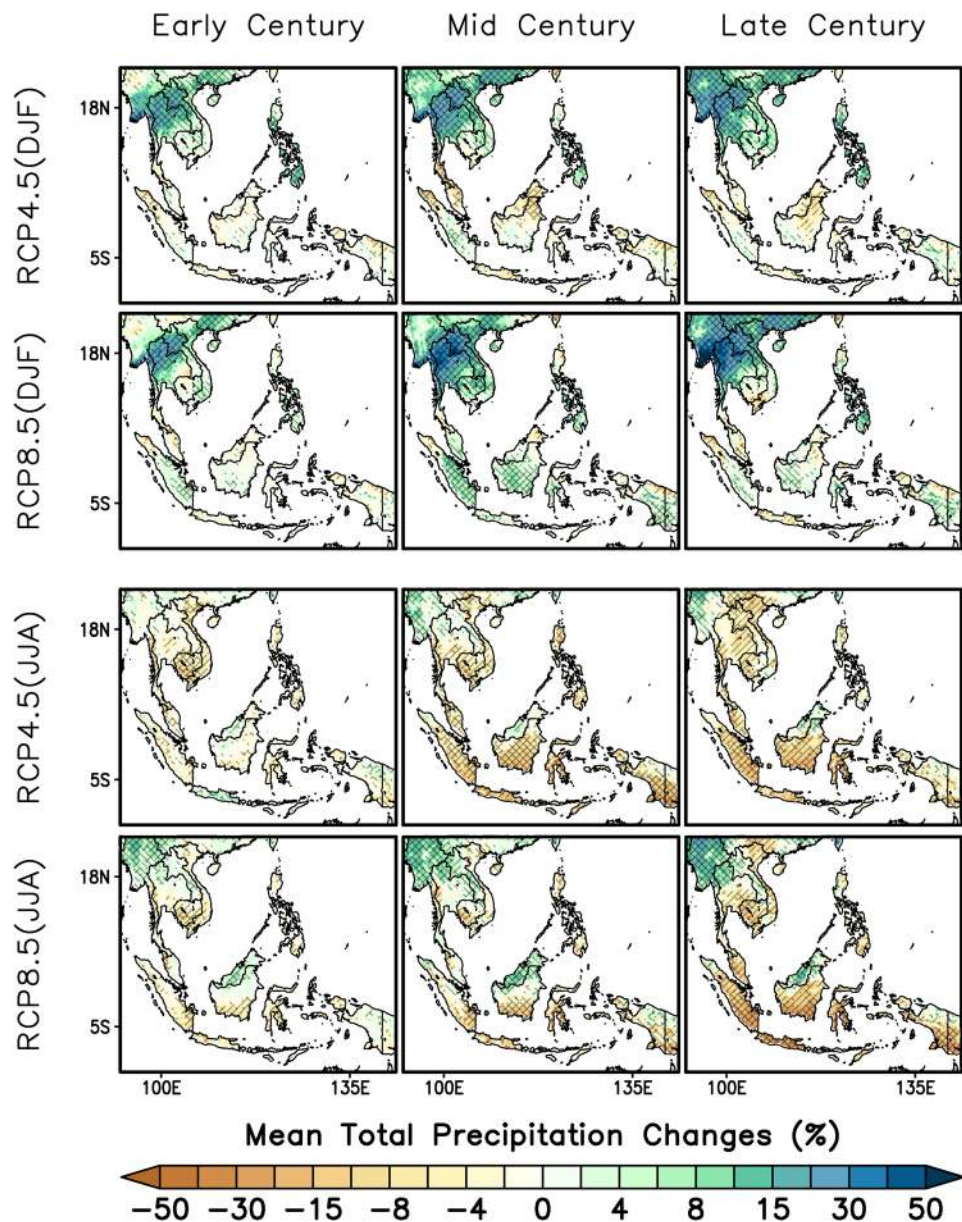 Early Century Mid Century Late Century
RCP4.5(DJF)
18N
5S
RCP8.5(DJF)
18N
5S
RCP4.5(JJA)
18N
5S
RCP8.5(JJA)
18N
5S
100E 135E 100E 135E 100E 135E
Mean Total Precipitation Changes (%)
−50 −30 −15 −8 −4 0 4 8 15 30 50